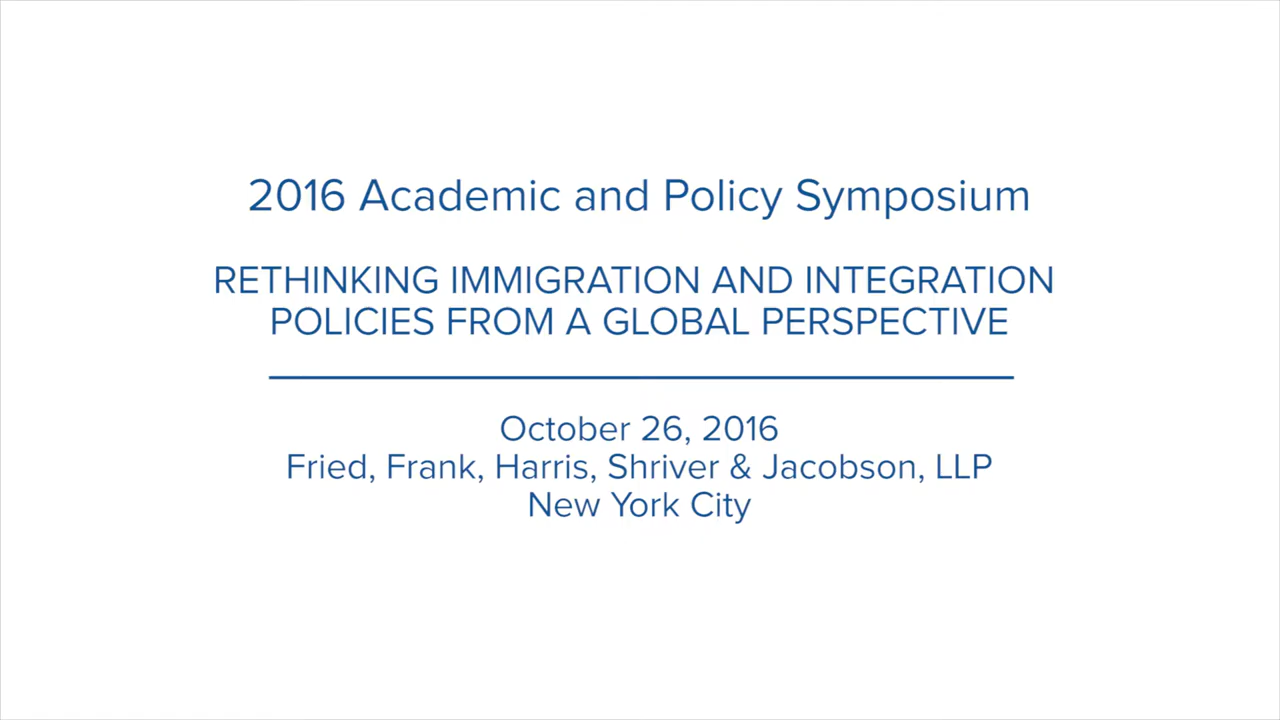 2016 Academic and Policy Symposium
RETHINKING IMMIGRATION AND INTEGRATION
POLICIES FROM A GLOBAL PERSPECTIVE
October 26, 2016
Fried, Frank, Harris, Shriver & Jacobson, LLP
New York City